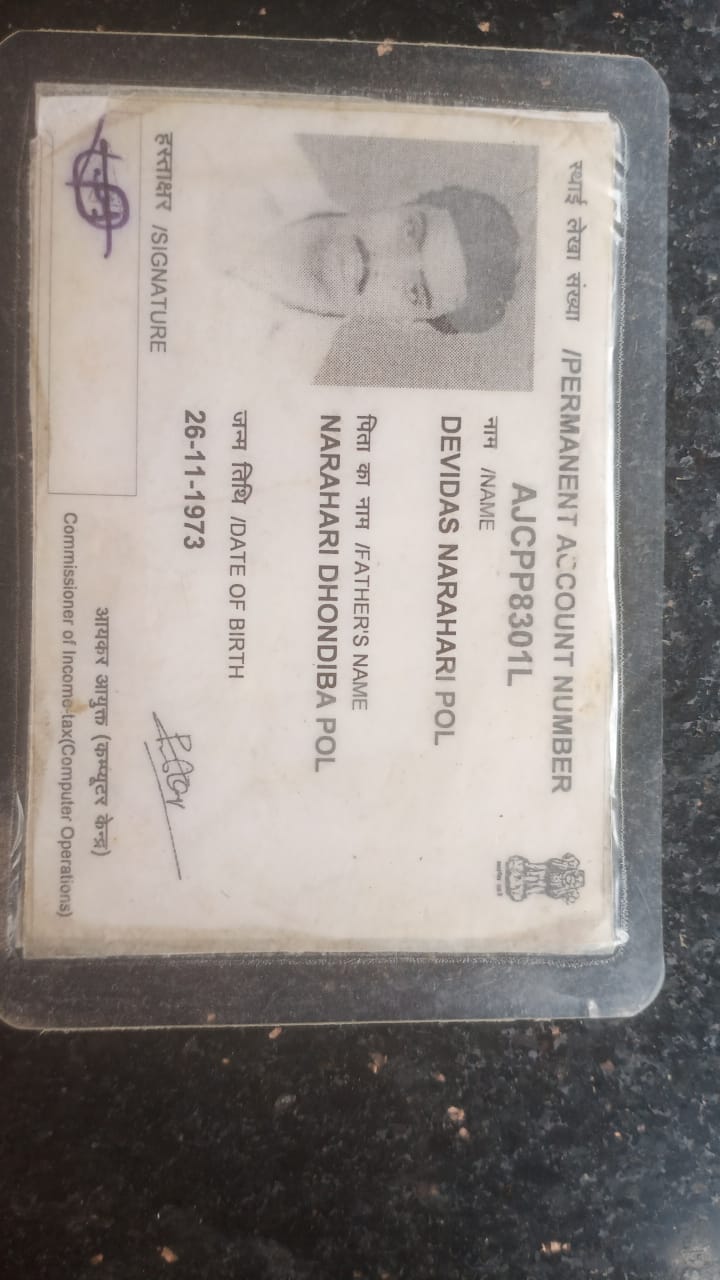 स्थाई लेखा संख्या /PERMANENT ACCOUNT NUMBER
AJCPP8301L
नाम /NAME
DEVIDAS NARAHARI POL
पिता का नाम /FATHER'S NAME
NARAHARI DHONDIBA POL
जन्म तिथि /DATE OF BIRTH
26-11-1973
हस्ताक्षर /SIGNATURE
आयकर आयुक्त (कम्प्यूटर केन्द्र)
Commissioner of Income-tax(Computer Operations)